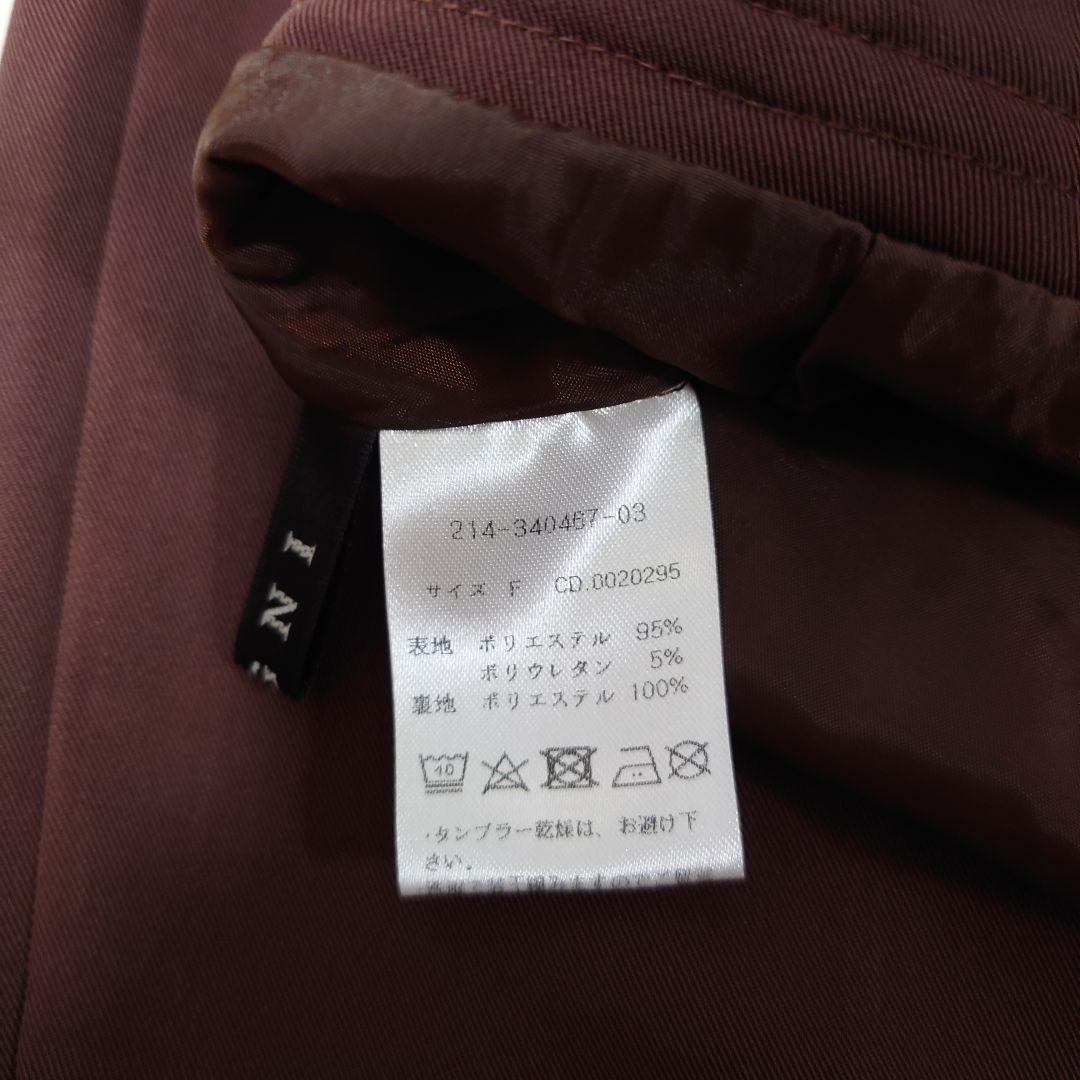 214-340467-03
サイズ F CD.0020295
表地 ポリエステル 95%
ポリウレタン 5%
裏地 ポリエステル 100%
40
・タンブラー乾燥は、お避け下
さい。
NI